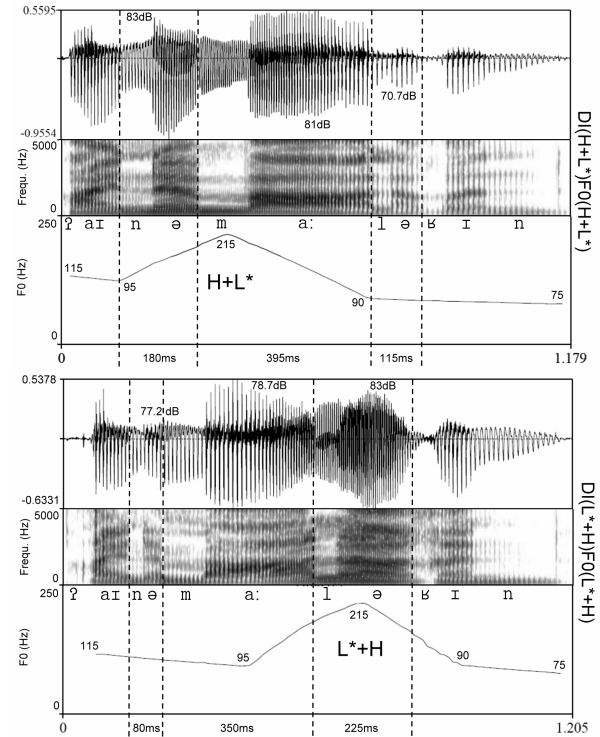 0.5595
83dB
70.7dB
81dB
-0.9554
5000
Frequ. (Hz)
0
ʔ aɪ n ə m aː l ə ʁ ɪ n
250
215
115
95
H+L*
90
75
F0 (Hz)
0
0 180ms 395ms 115ms 1.179
DI(H+L*)F0(H+L*)
0.5378
78.7dB 83dB
77.2dB
-0.6331
5000
Frequ. (Hz)
0
ʔ aɪ n ə m aː l ə ʁ ɪ n
250
215
115
95
L*+H
90
75
F0 (Hz)
0
0 80ms 350ms 225ms 1.205
DI(L*+H)F0(L*+H)